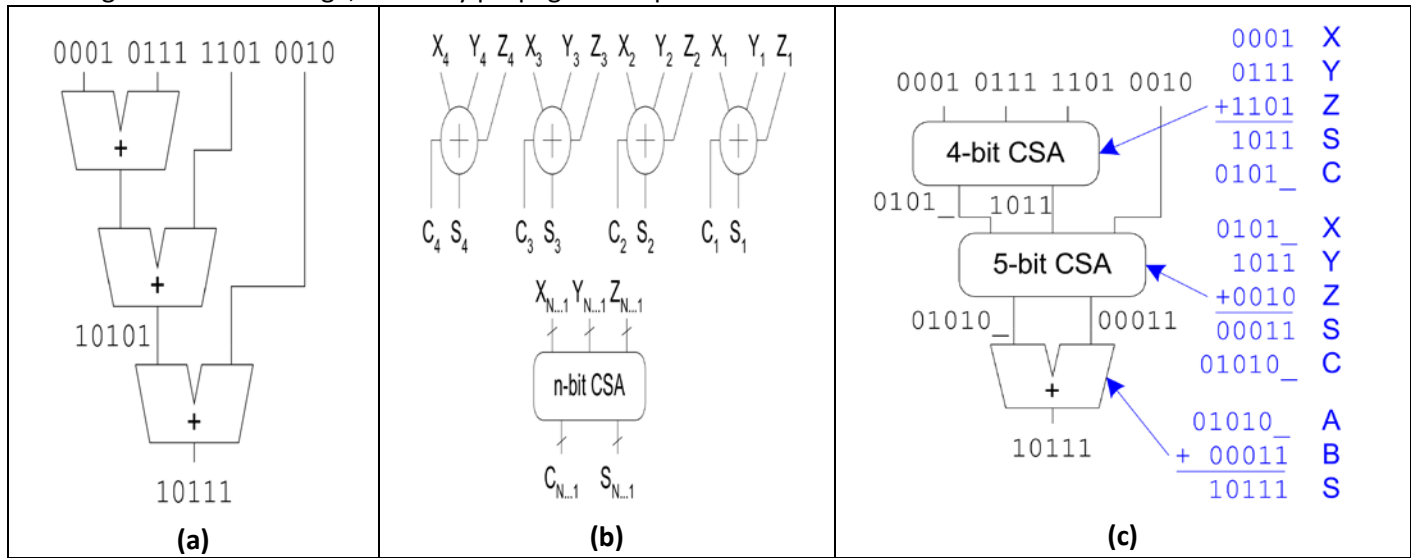 0001 0111 1101 0010
+
+
10101
+
10111
(a)
X4 Y4 Z4 X3 Y3 Z3 X2 Y2 Z2 X1 Y1 Z1
+ + + +
C4 S4 C3 S3 C2 S2 C1 S1
XN...1 YN...1 ZN...1
n-bit CSA
CN...1 SN...1
(b)
0001 0111 1101 0010
4-bit CSA
0101_ 1011
5-bit CSA
01010_ 00011
+
10111
0001 X
0111 Y
+1101 Z
1011 S
0101_ C
0101_ X
1011 Y
+0010 Z
00011 S
01010_ C
01010_ A
+ 00011 B
10111 S
(c)